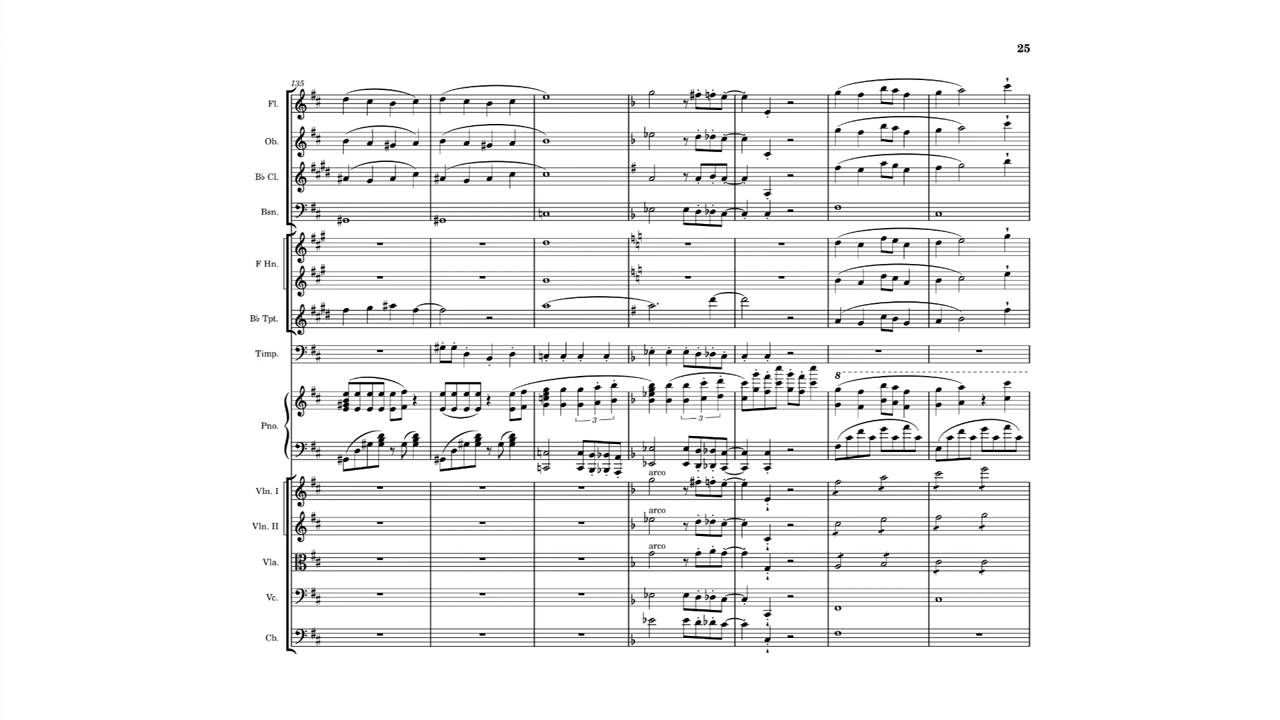 25
135
Fl.
Ob.
B♭ Cl.
Bsn.
F Hn.
B♭ Tpt.
Timp.
8
3
3
Pno.
arco
Vln. I
arco
Vln. II
arco
Vla.
Vc.
Cb.